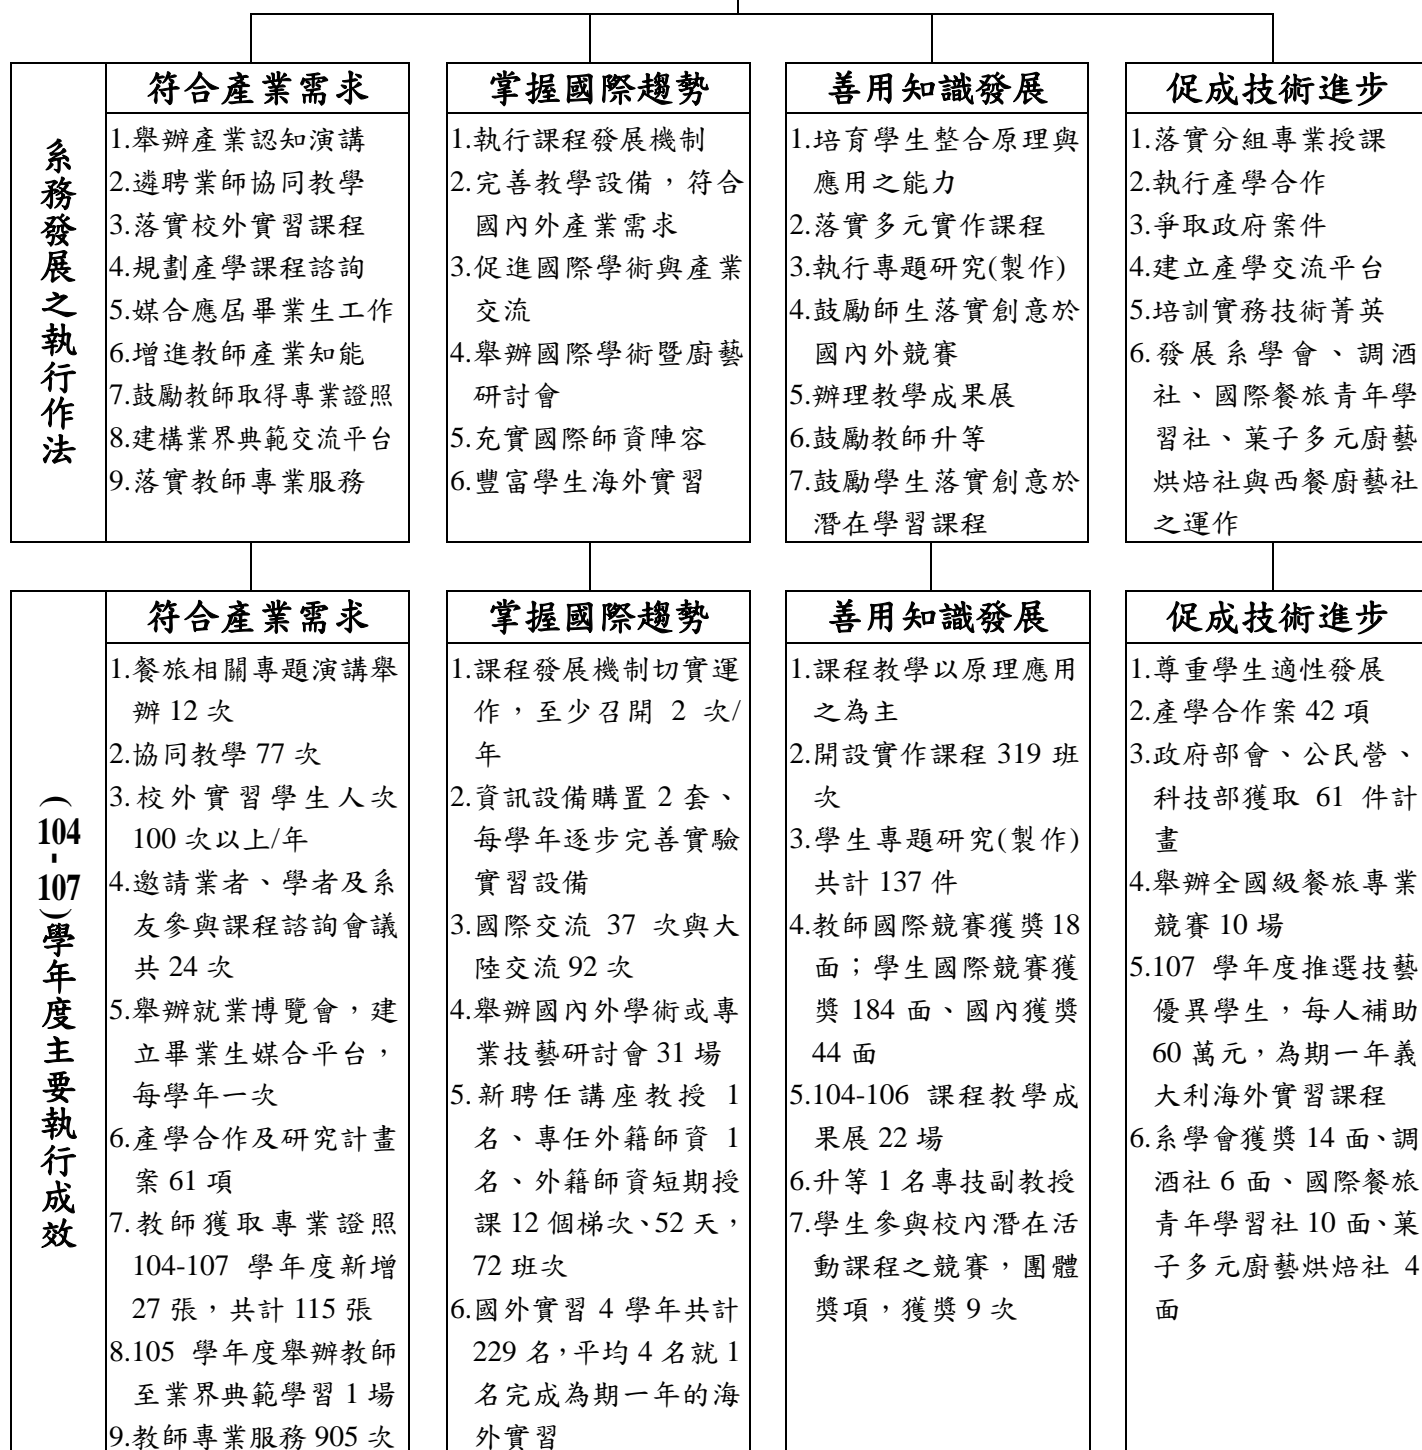 系務發展之執行作法
符合產業需求
1.舉辦產業認知演講
2.遴聘業師協同教學
3.落實校外實習課程
4.規劃產學課程諮詢
5.媒合應屆畢業生工作
6.增進教師產業知能
7.鼓勵教師取得專業證照
8.建構業界典範交流平台
9.落實教師專業服務
掌握國際趨勢
1.執行課程發展機制
2.完善教學設備，符合
國內外產業需求
3.促進國際學術與產業
交流
4.舉辦國際學術暨廚藝
研討會
5.充實國際師資陣容
6.豐富學生海外實習
善用知識發展
1.培育學生整合原理與
應用之能力
2.落實多元實作課程
3.執行專題研究(製作)
4.鼓勵師生落實創意於
國內外競賽
5.辦理教學成果展
6.鼓勵教師升等
7.鼓勵學生落實創意於
潛在學習課程
促成技術進步
1.落實分組專業授課
2.執行產學合作
3.爭取政府案件
4.建立產學交流平台
5.培訓實務技術菁英
6.發展系學會、調酒
社、國際餐旅青年學
習社、菓子多元廚藝
烘焙社與西餐廚藝社
之運作
(104-107)學年度主要執行成效
符合產業需求
1.餐旅相關專題演講舉
辦 12 次
2.協同教學 77 次
3.校外實習學生人次
100 次以上/年
4.邀請業者、學者及系
友參與課程諮詢會議
共 24 次
5.舉辦就業博覽會，建
立畢業生媒合平台，
每學年一次
6.產學合作及研究計畫
案 61 項
7.教師獲取專業證照
104-107 學年度新增
27 張，共計 115 張
8.105 學年度舉辦教師
至業界典範學習 1 場
9.教師專業服務 905 次
掌握國際趨勢
1.課程發展機制切實運
作，至少召開 2 次/
年
2.資訊設備購置 2 套、
每學年逐步完善實驗
實習設備
3.國際交流 37 次與大
陸交流 92 次
4.舉辦國內外學術或專
業技藝研討會 31 場
5.新聘任講座教授 1
名、專任外籍師資 1
名、外籍師資短期授
課 12 個梯次、52 天，
72 班次
6.國外實習 4 學年共計
229 名，平均 4 名就 1
名完成為期一年的海
外實習
善用知識發展
1.課程教學以原理應用
之為主
2.開設實作課程 319 班
次
3.學生專題研究(製作)
共計 137 件
4.教師國際競賽獲獎 18
面；學生國際競賽獲
獎 184 面、國內獲獎
44 面
5.104-106 課程教學成
果展 22 場
6.升等 1 名專技副教授
7.學生參與校內潛在活
動課程之競賽，團體
獎項，獲獎 9 次
促成技術進步
1.尊重學生適性發展
2.產學合作案 42 項
3.政府部會、公民營、
科技部獲取 61 件計
畫
4.舉辦全國級餐旅專業
競賽 10 場
5.107 學年度推選技藝
優異學生，每人補助
60 萬元，為期一年義
大利海外實習課程
6.系學會獲獎 14 面、調
酒社 6 面、國際餐旅
青年學習社 10 面、菓
子多元廚藝烘焙社 4
面